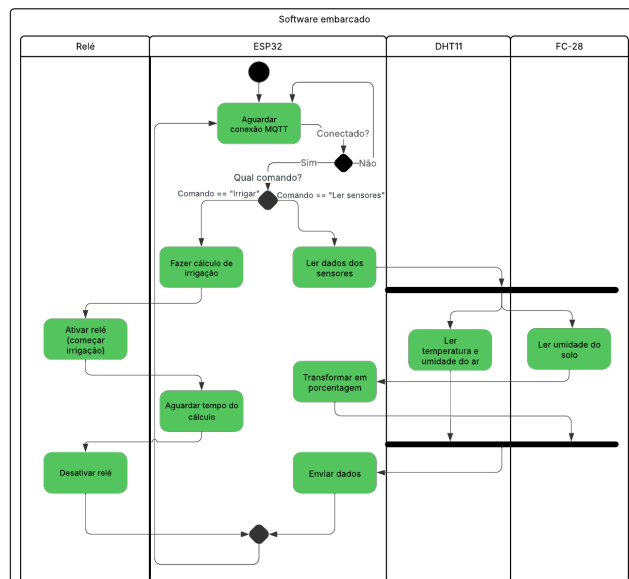 Software embarcado
Relé
ESP32
DHT11
FC-28
Aguardar
conexão MQTT
Conectado?
Sim
Não
Qual comando?
Comando == "Irrigar"
Comando == "Ler sensores"
Fazer cálculo de
irrigação
Ler dados dos
sensores
Ativar relé
(começar
irrigação)
Ler
temperatura e
umidade do ar
Ler umidade do
solo
Transformar em
porcentagem
Aguardar tempo do
cálculo
Desativar relé
Enviar dados